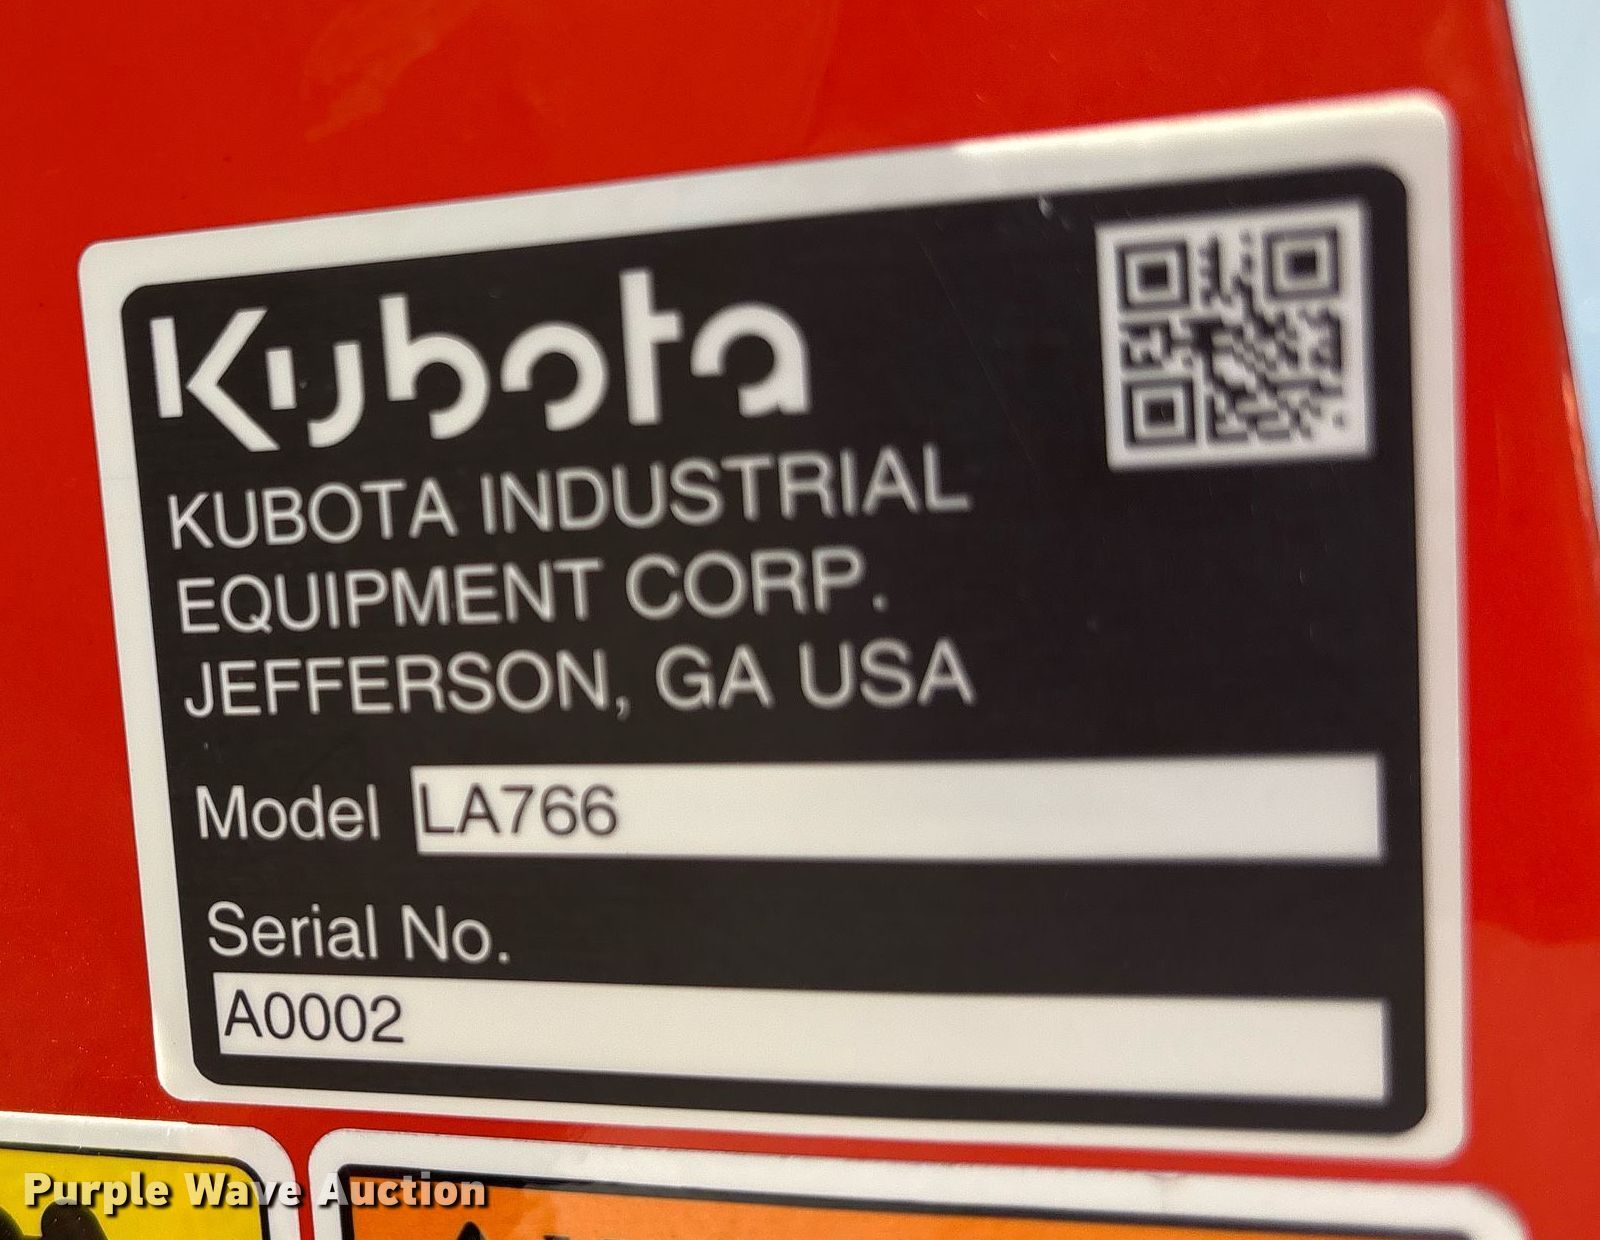 Kubota
KUBOTA INDUSTRIAL
EQUIPMENT CORP.
JEFFERSON, GA USA
Model LA766
Serial No.
A0002
Purple Wave Auction